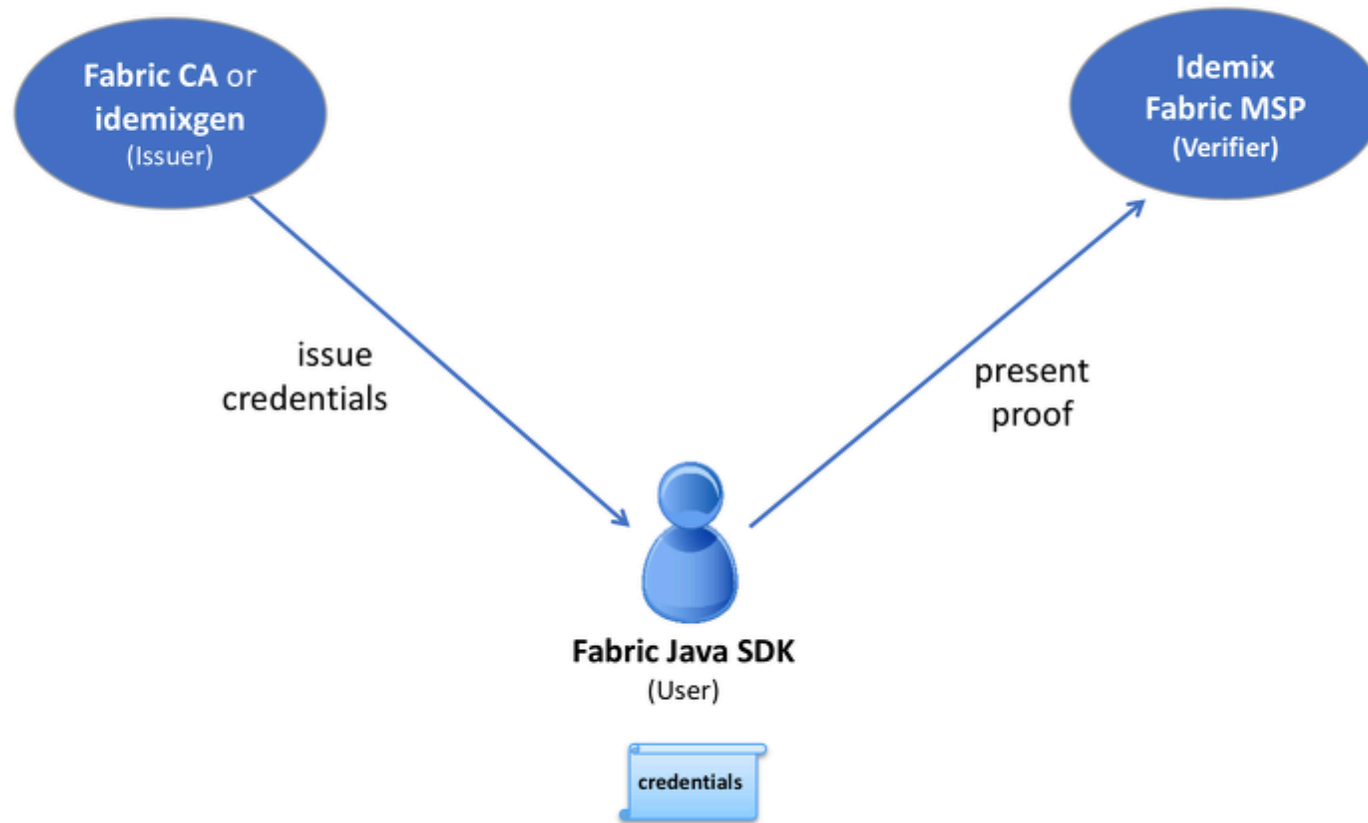 Fabric CA or
idemixgen
(Issuer)
Idemix
Fabric MSP
(Verifier)
issue
credentials
present
proof
Fabric Java SDK
(User)
credentials